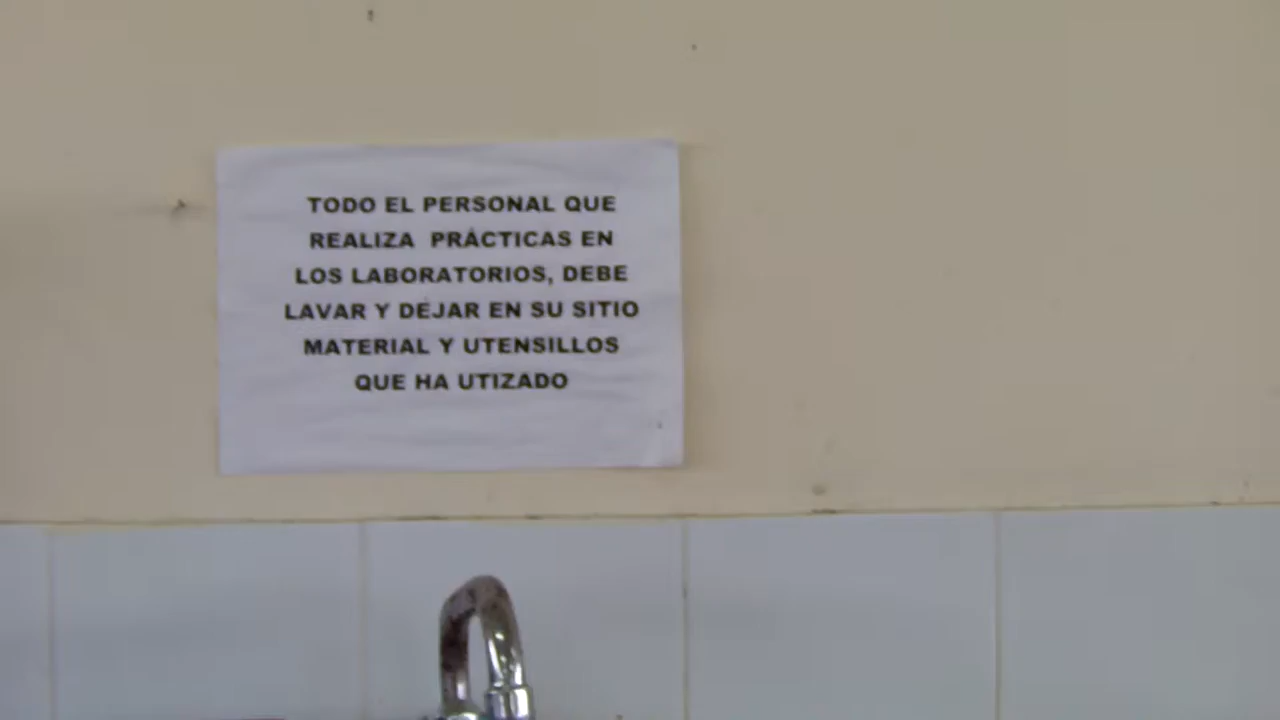 TODO EL PERSONAL QUE
REALIZA PRÁCTICAS EN
LOS LABORATORIOS, DEBE
LAVAR Y DEJAR EN SU SITIO
MATERIAL Y UTENSILLOS
QUE HA UTIZADO